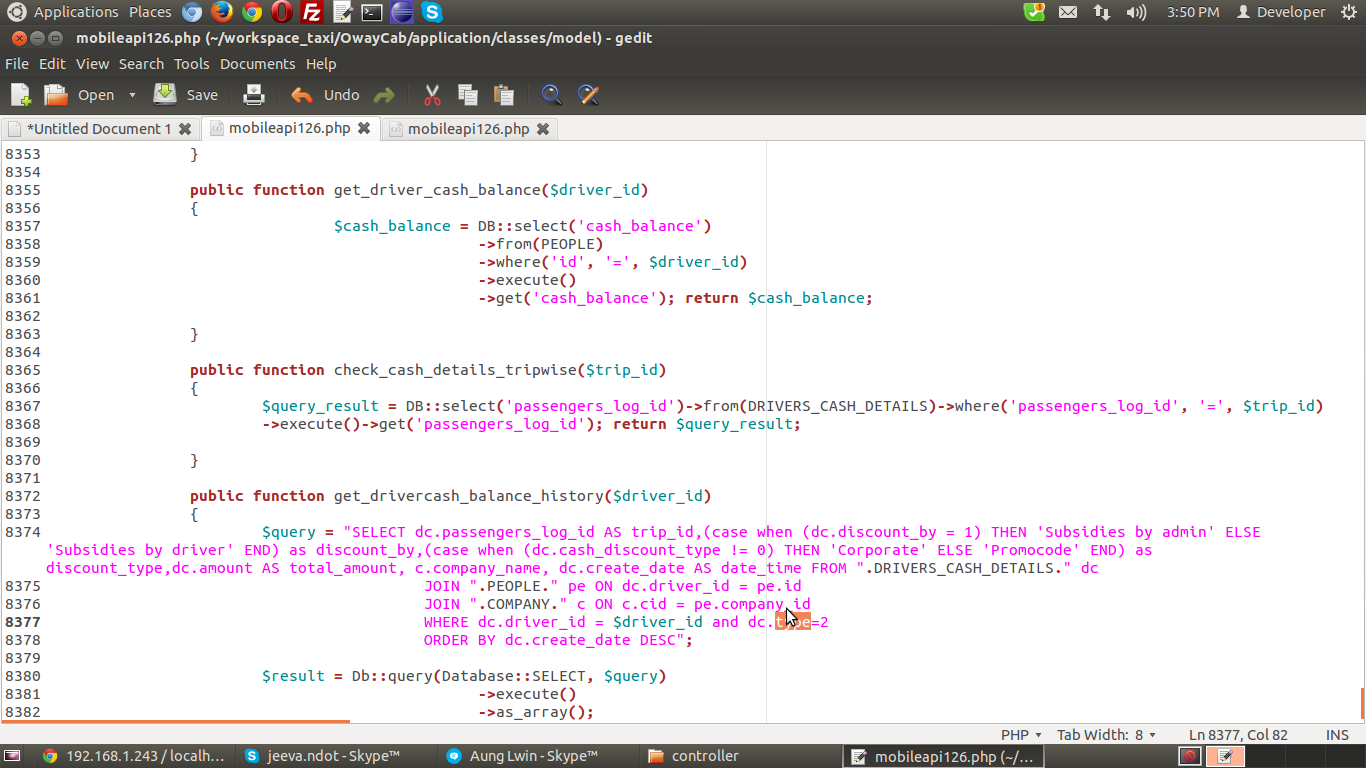 Applications Places 3:50 PM Developer
mobileapi126.php (~/workspace_taxi/OwayCab/application/classes/model) - gedit
File Edit View Search Tools Documents Help
Open Save Undo
*Untitled Document 1 mobileapi126.php mobileapi126.php
8353 }
8354
8355 public function get_driver_cash_balance($driver_id)
8356 {
8357 $cash_balance = DB::select('cash_balance')
8358 ->from(PEOPLE)
8359 ->where('id', '=', $driver_id)
8360 ->execute()
8361 ->get('cash_balance'); return $cash_balance;
8362
8363 }
8364
8365 public function check_cash_details_tripwise($trip_id)
8366 {
8367 $query_result = DB::select('passengers_log_id')->from(DRIVERS_CASH_DETAILS)->where('passengers_log_id', '=', $trip_id)
8368 ->execute()->get('passengers_log_id'); return $query_result;
8369
8370 }
8371
8372 public function get_drivercash_balance_history($driver_id)
8373 {
8374 $query = "SELECT dc.passengers_log_id AS trip_id,(case when (dc.discount_by = 1) THEN 'Subsidies by admin' ELSE
'Subsidies by driver' END) as discount_by,(case when (dc.cash_discount_type != 0) THEN 'Corporate' ELSE 'Promocode' END) as
discount_type,dc.amount AS total_amount, c.company_name, dc.create_date AS date_time FROM ".DRIVERS_CASH_DETAILS." dc
8375 JOIN ".PEOPLE." pe ON dc.driver_id = pe.id
8376 JOIN ".COMPANY." c ON c.cid = pe.company_id
8377 WHERE dc.driver_id = $driver_id and dc.type=2
8378 ORDER BY dc.create_date DESC";
8379
8380 $result = Db::query(Database::SELECT, $query)
8381 ->execute()
8382 ->as_array();
PHP Tab Width: 8 Ln 8377, Col 82 INS
192.168.1.243 / localh... jeeva.ndot - Skype™ Aung Lwin - Skype™ controller mobileapi126.php (~/...